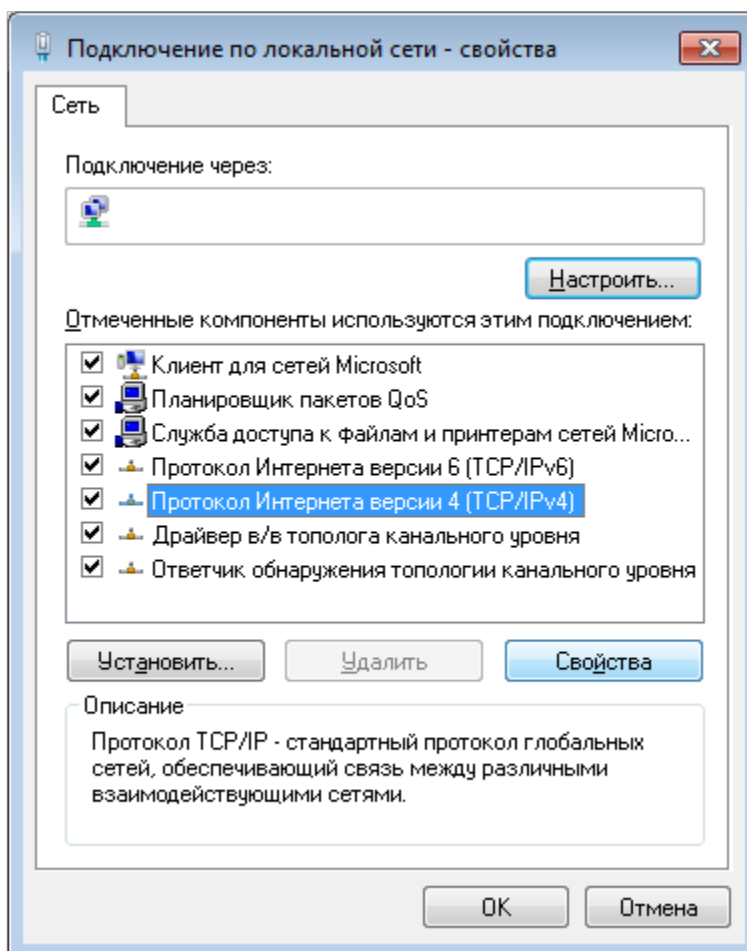 Подключение по локальной сети - свойства
Сеть
Подключение через:
Настроить...
Отмеченные компоненты используются этим подключением:
Клиент для сетей Microsoft
Планировщик пакетов QoS
Служба доступа к файлам и принтерам сетей Micro...
Протокол Интернета версии 6 (TCP/IPv6)
Протокол Интернета версии 4 (TCP/IPv4)
Драйвер в/в тополога канального уровня
Ответчик обнаружения топологии канального уровня
Установить... Удалить Свойства
Описание
Протокол TCP/IP - стандартный протокол глобальных
сетей, обеспечивающий связь между различными
взаимодействующими сетями.
OK Отмена